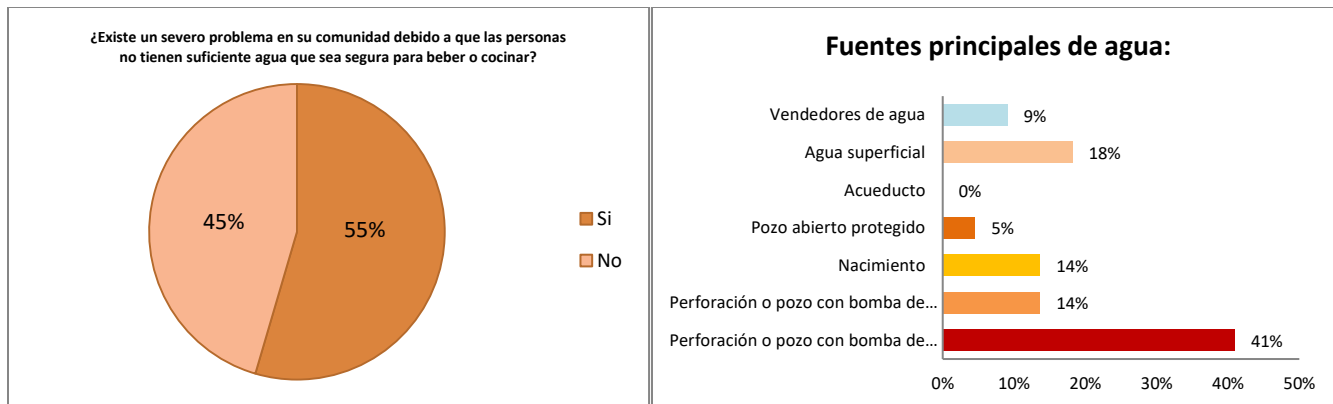 ¿Existe un severo problema en su comunidad debido a que las personas
no tienen suficiente agua que sea segura para beber o cocinar?
45%
55%
Si
No
Fuentes principales de agua:
Vendedores de agua
9%
Agua superficial
18%
Acueducto
0%
Pozo abierto protegido
5%
Nacimiento
14%
Perforación o pozo con bomba de…
14%
Perforación o pozo con bomba de…
41%
0% 10% 20% 30% 40% 50%